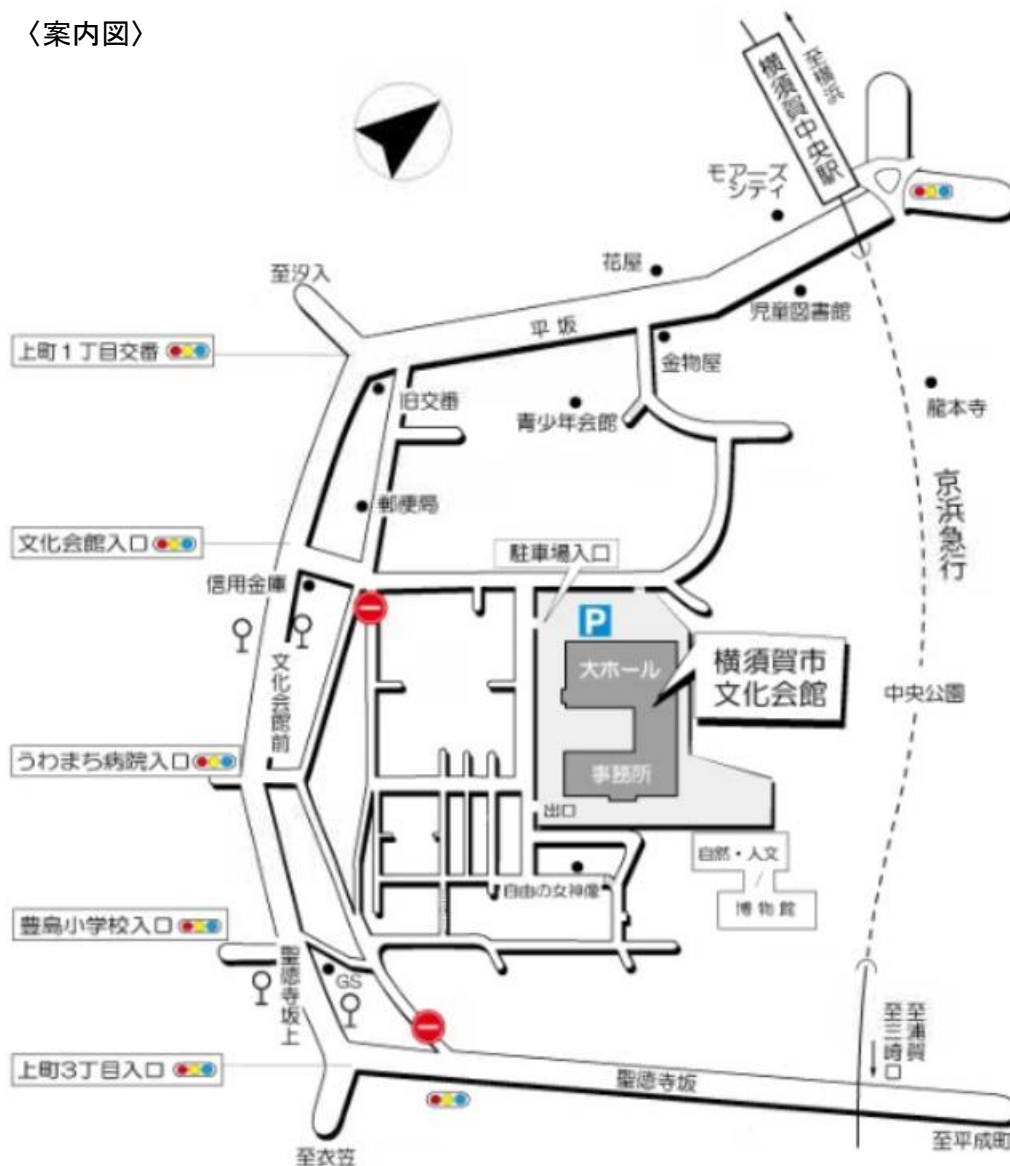 〈案内図〉
至横浜
横須賀中央駅
モアーズ
シティ
花屋
至汐入
児童図書館
平坂
上町1丁目交番
金物屋
旧交番
青少年会館
龍本寺
郵便局
京浜急行
文化会館入口
駐車場入口
信用金庫
P
大ホール
横須賀市
文化会館
文化会館前
中央公園
うわまち病院入口
事務所
出口
自然・人文
自由の女神像
博物館
豊島小学校入口
聖徳寺坂上
GS
至浦賀
至三崎口
上町3丁目入口
聖徳寺坂
至平成町
至衣笠